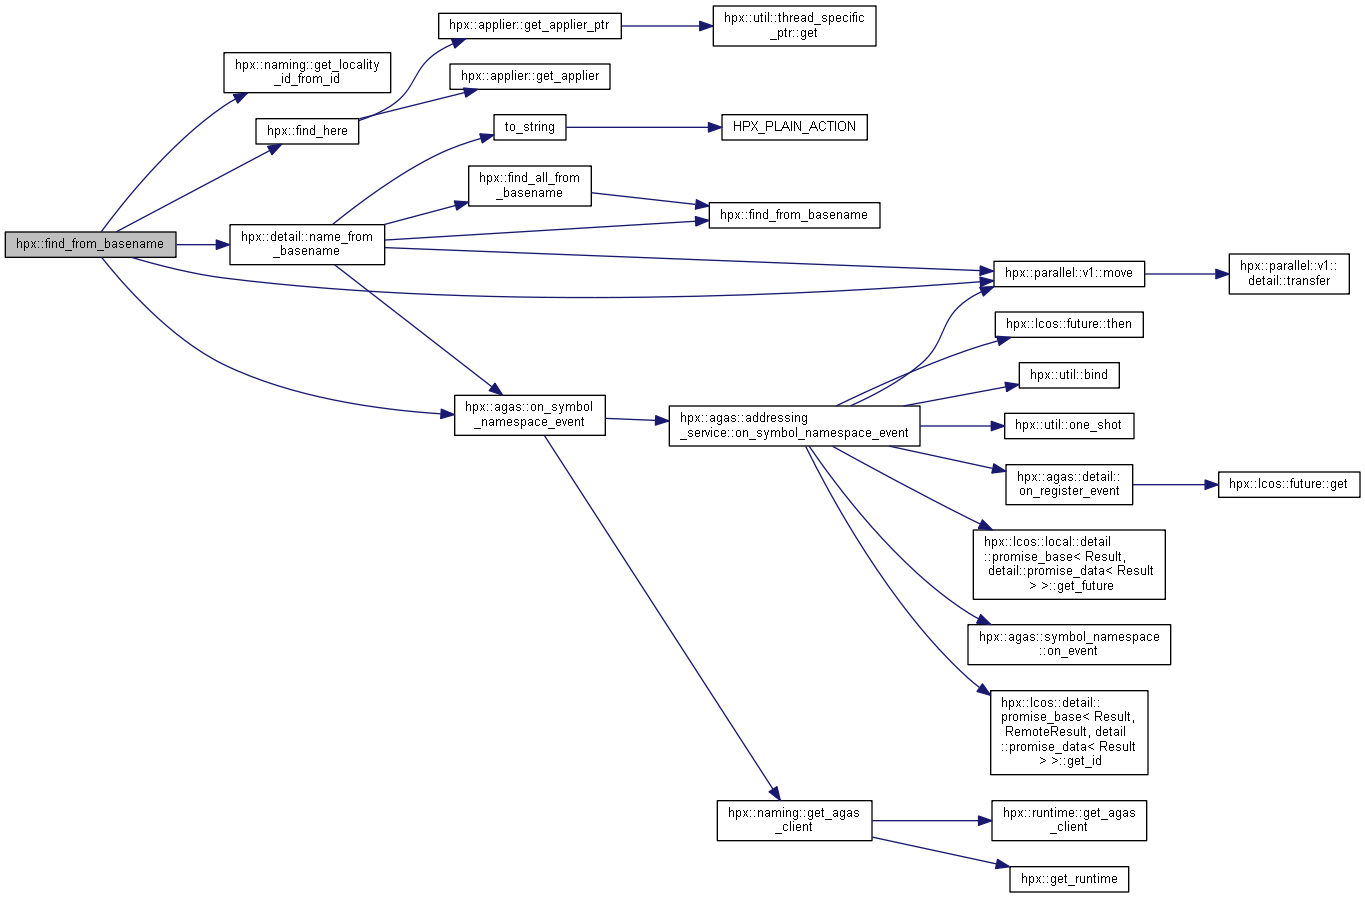 hpx::applier::get_applier_ptr
hpx::util::thread_specific
_ptr::get
hpx::naming::get_locality
_id_from_id
hpx::applier::get_applier
hpx::find_here
to_string
HPX_PLAIN_ACTION
hpx::find_all_from
_basename
hpx::find_from_basename
hpx::find_from_basename
hpx::detail::name_from
_basename
hpx::parallel::v1::move
hpx::parallel::v1::
detail::transfer
hpx::lcos::future::then
hpx::util::bind
hpx::agas::on_symbol
_namespace_event
hpx::agas::addressing
_service::on_symbol_namespace_event
hpx::util::one_shot
hpx::agas::detail::
on_register_event
hpx::lcos::future::get
hpx::lcos::local::detail
::promise_base< Result,
detail::promise_data< Result
> >::get_future
hpx::agas::symbol_namespace
::on_event
hpx::lcos::detail::
promise_base< Result,
RemoteResult, detail
::promise_data< Result
> >::get_id
hpx::naming::get_agas
_client
hpx::runtime::get_agas
_client
hpx::get_runtime